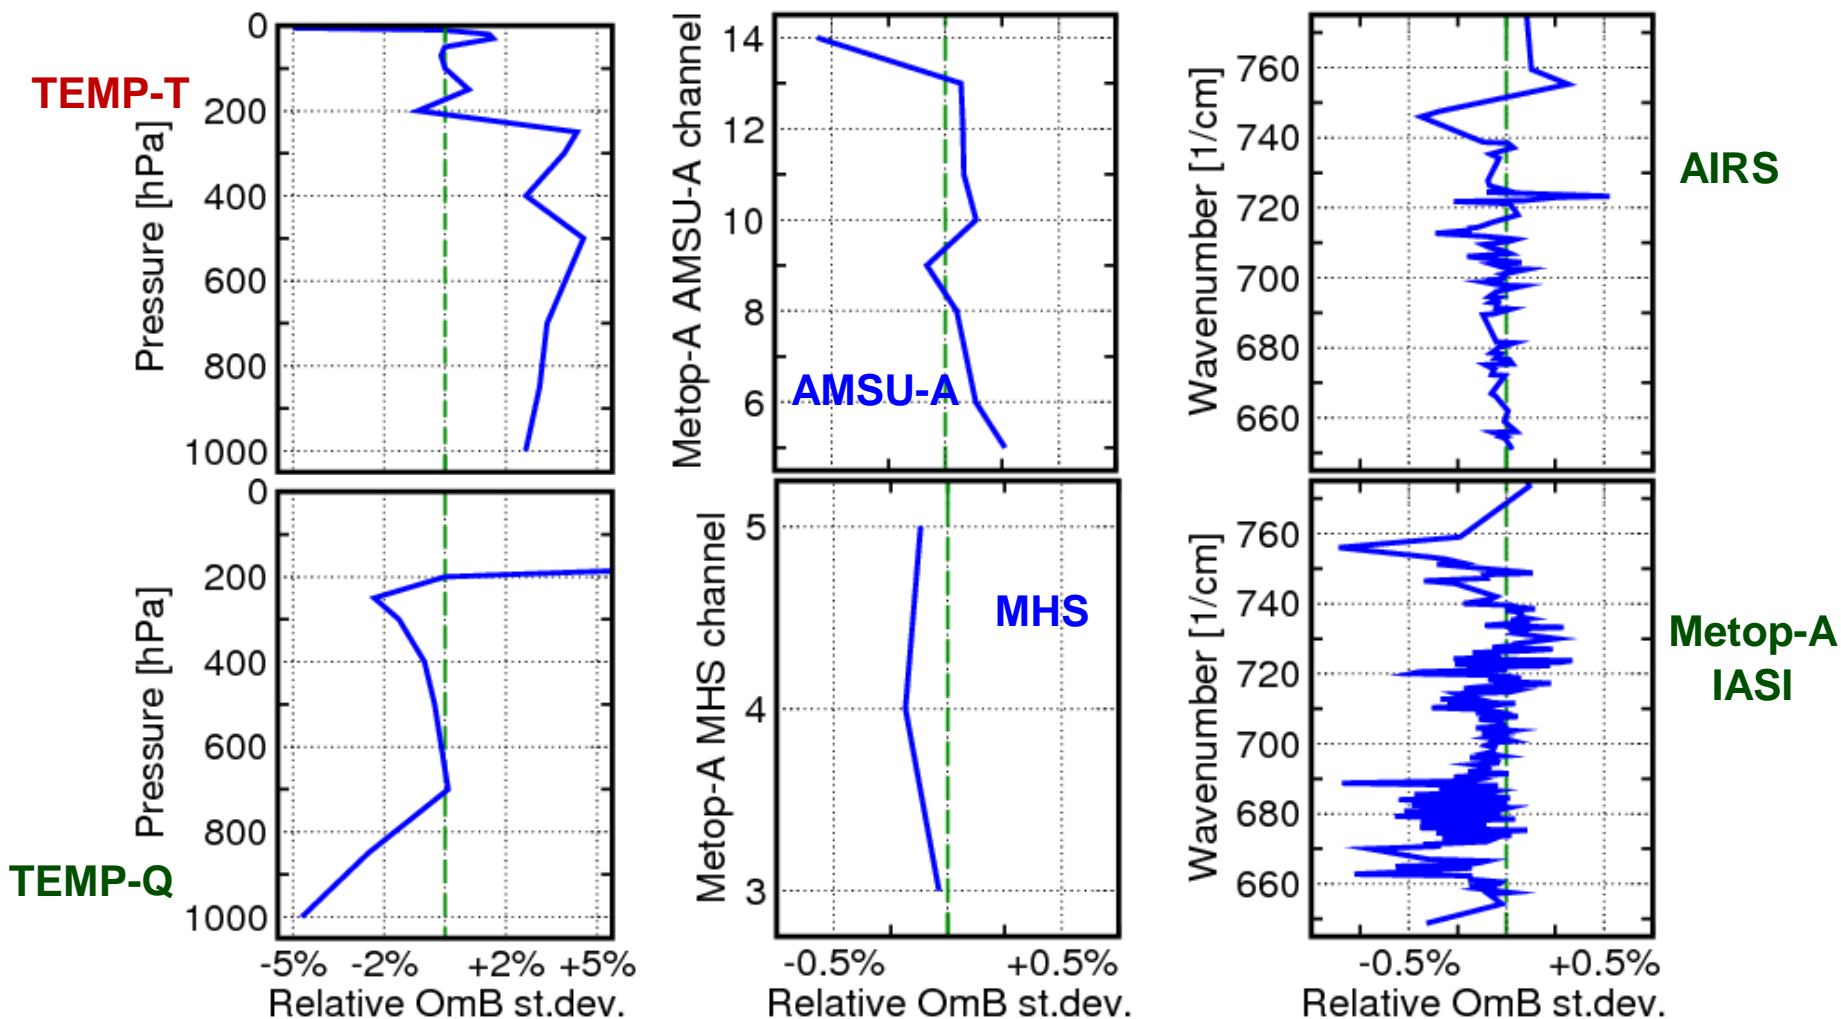 TEMP-T
Pressure [hPa]
0
200
400
600
800
1000
Metop-A AMSU-A channel
14
12
10
8
6
AMSU-A
Wavenumber [1/cm]
760
740
720
700
680
660
AIRS
TEMP-Q
Pressure [hPa]
0
200
400
600
800
1000
-5% -2% +2% +5%
Relative OmB st.dev.
Metop-A MHS channel
5
4
3
MHS
-0.5% +0.5%
Relative OmB st.dev.
Wavenumber [1/cm]
760
740
720
700
680
660
-0.5% +0.5%
Relative OmB st.dev.
Metop-A
IASI